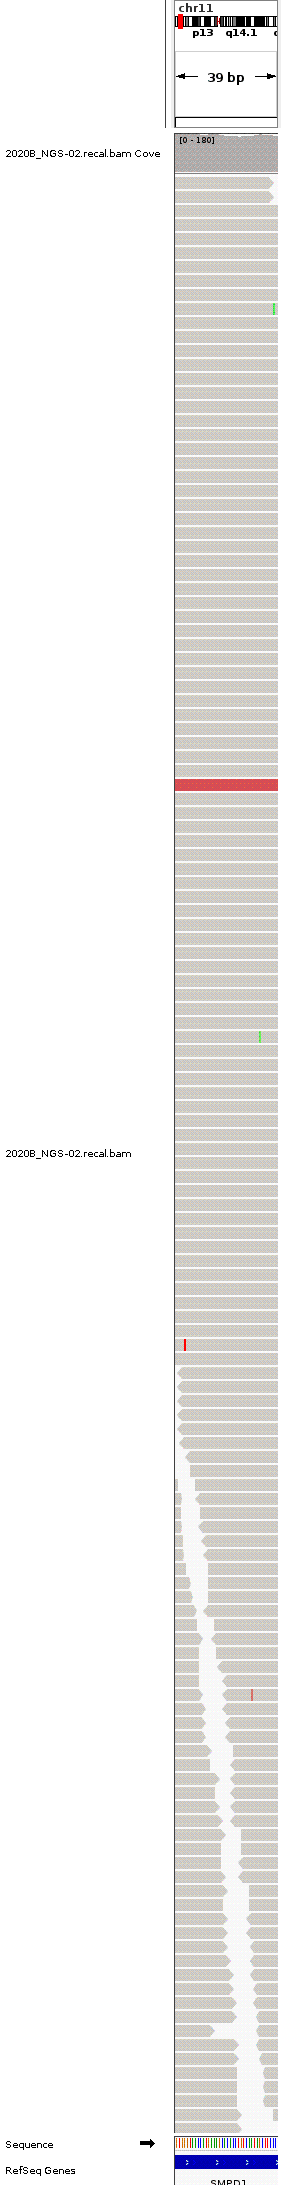 chr11
p13 q14.1
39 bp
[0 - 180]
2020B_NGS-02.recal.bam Cove
2020B_NGS-02.recal.bam
Sequence
RefSeq Genes
SMPD1